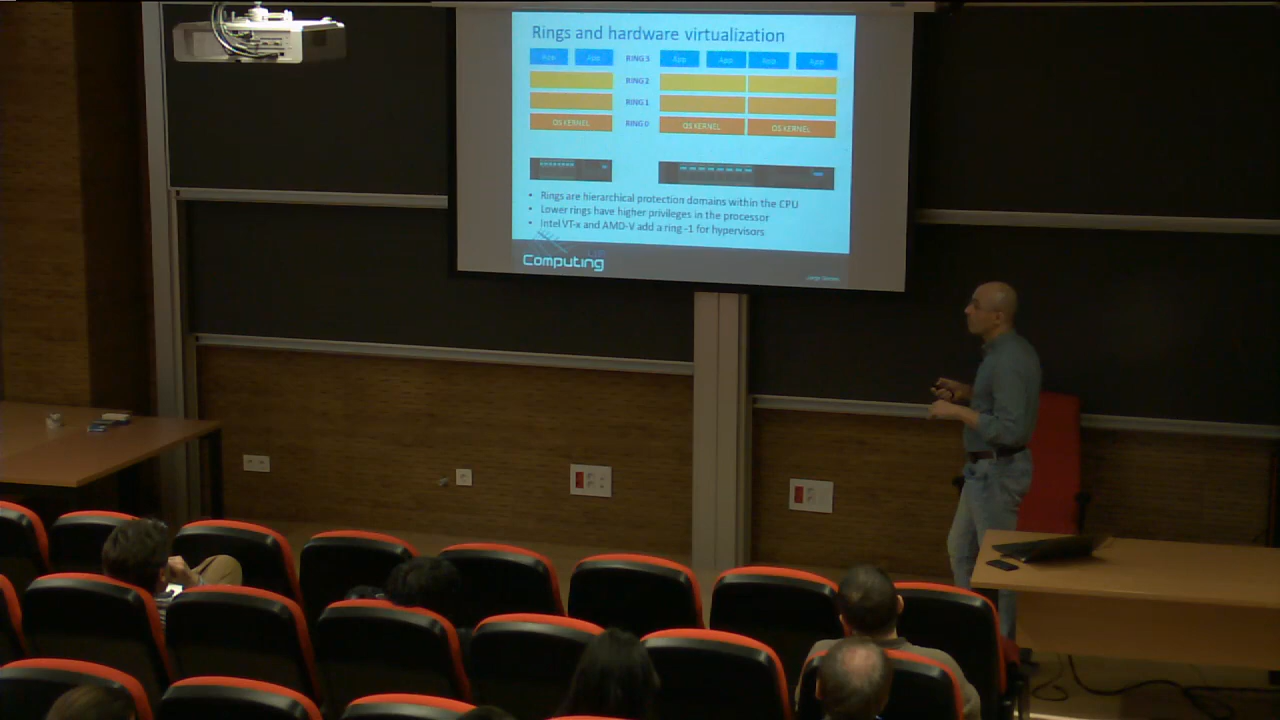 Rings and hardware virtualization
App App RING 3 App App App App
RING 2
RING 1
OS KERNEL RING 0 OS KERNEL OS KERNEL
• Rings are hierarchical protection domains within the CPU
• Lower rings have higher privileges in the processor
• Intel VT-x and AMD-V add a ring -1 for hypervisors
Computing